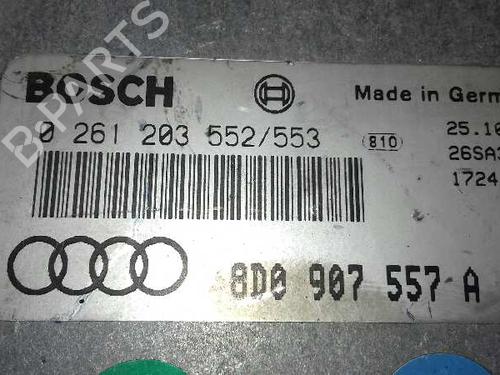 BOSCH
Made in Germ
0 261 203 552/553
810
25.10
26SA
1724
8D0 907 557 A
B-PARTS